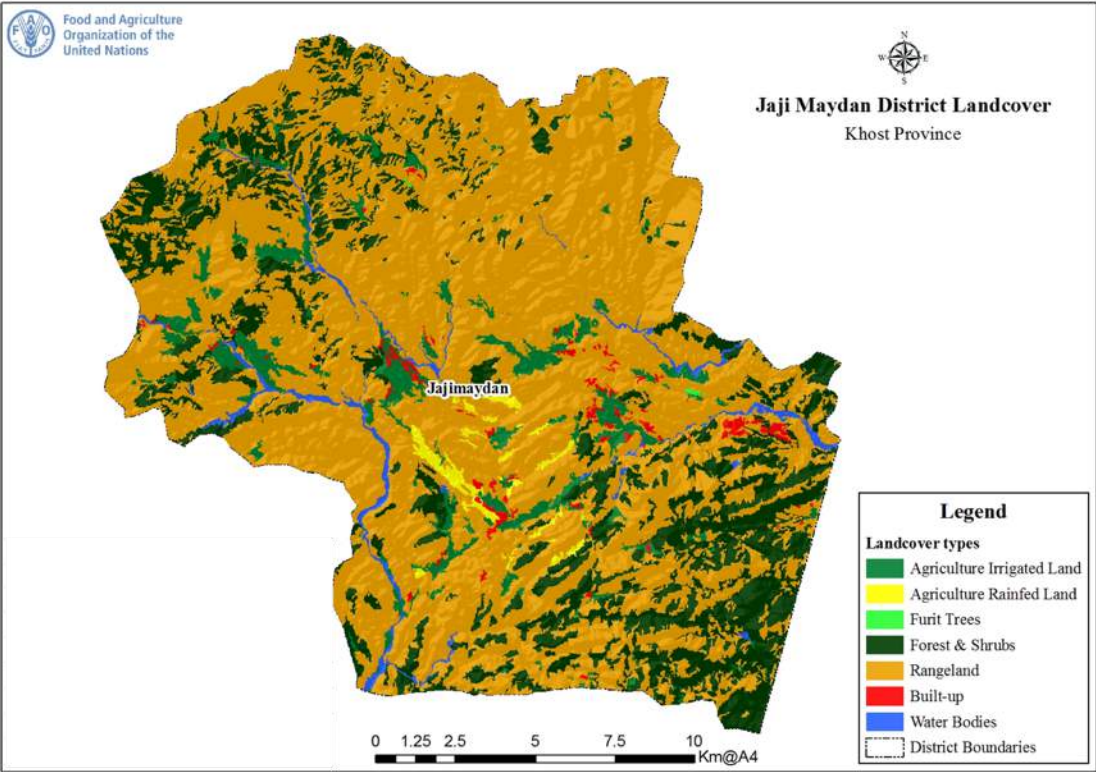 Food and Agriculture
Organization of the
United Nations
N
W
E
S
Jaji Maydan District Landcover
Khost Province
Jajimaydan
Legend
Landcover types
Agriculture Irrigated Land
Agriculture Rainfed Land
Furit Trees
Forest & Shrubs
Rangeland
Built-up
Water Bodies
District Boundaries
0 1.25 2.5 5 7.5 10
Km@A4